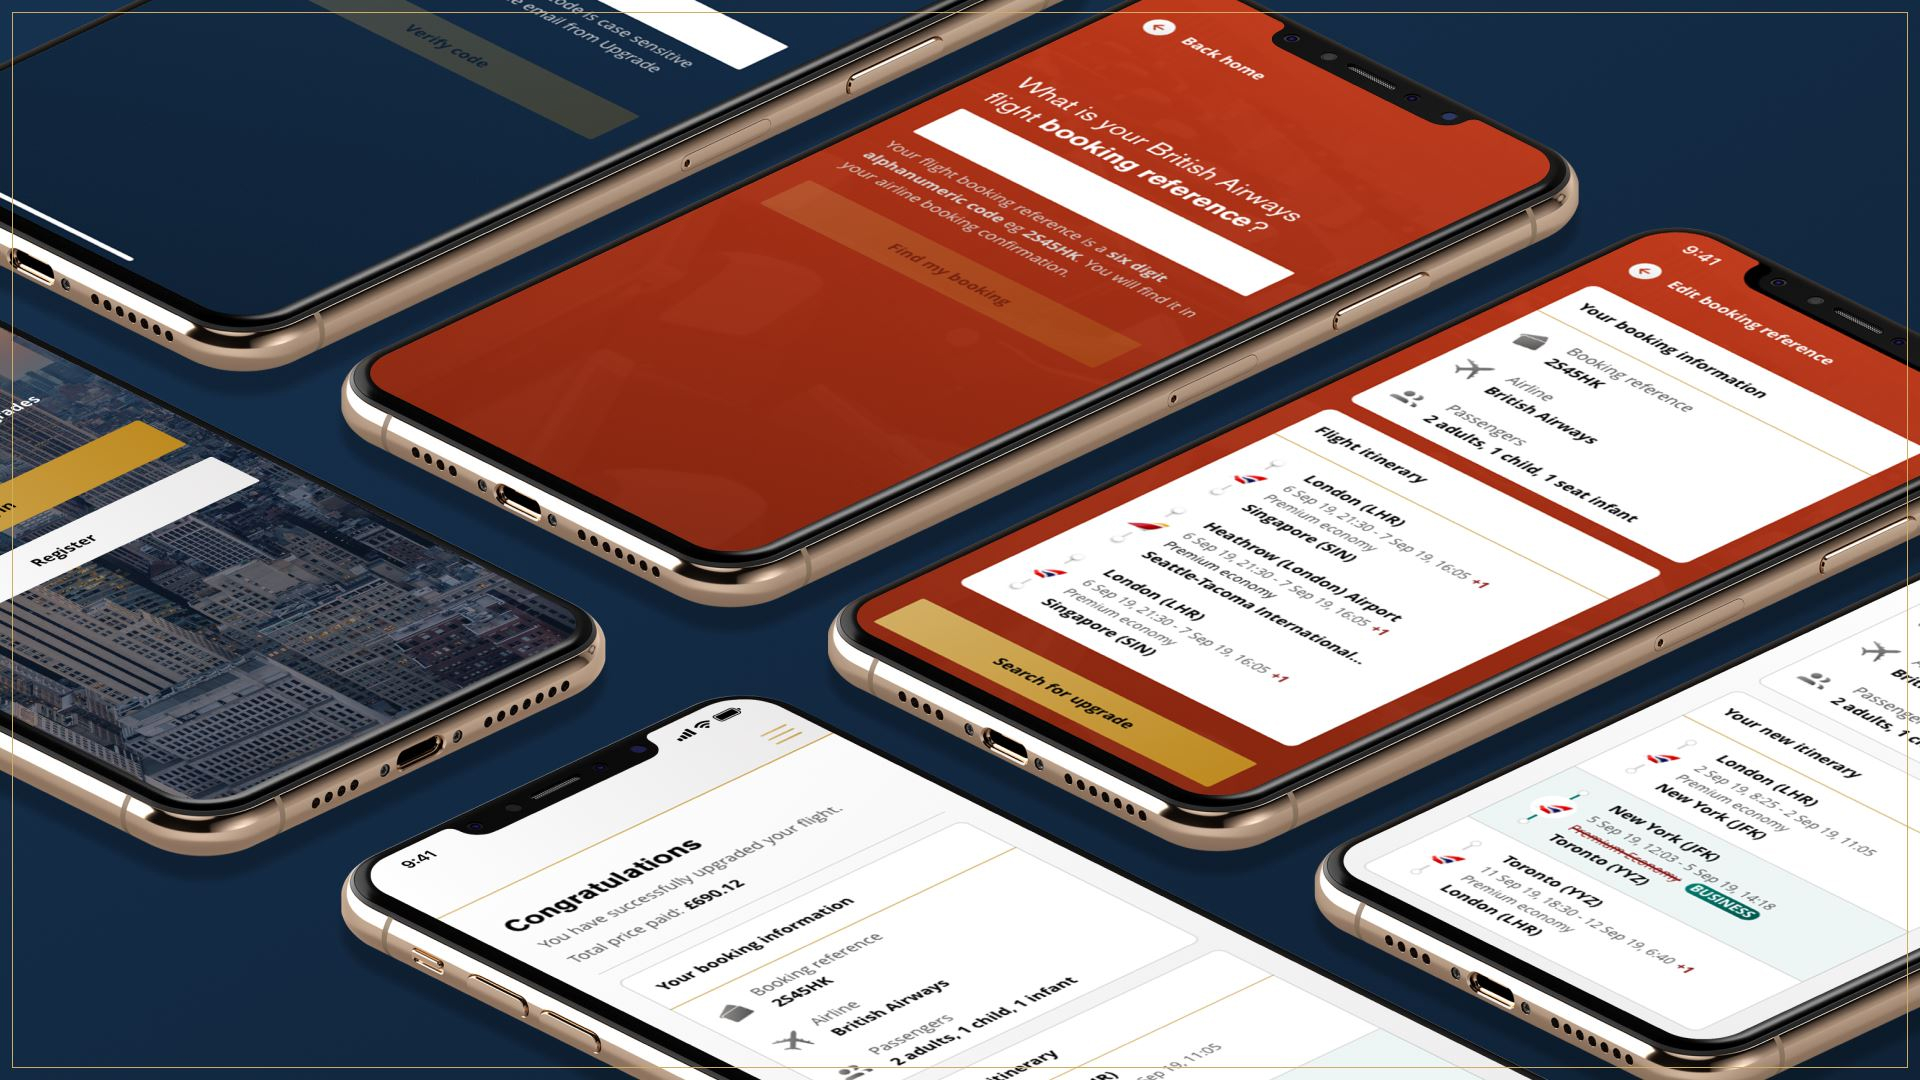 code is case sensitive
e email from Upgrade
Verify code
Back home
What is your British Airways
flight booking reference?
Your flight booking reference is a six digit
alphanumeric code eg 2S45HK. You will find it in
your airline booking confirmation.
Find my booking
9:41
Edit booking reference
Your booking information
Booking reference
2S45HK
Airline
British Airways
Passengers
2 adults, 1 child, 1 seat infant
Flight itinerary
London (LHR)
6 Sep 19, 21:30 - 7 Sep 19, 16:05 +1
Premium economy
Singapore (SIN)
Heathrow (London) Airport
6 Sep 19, 21:30 - 7 Sep 19, 16:05 +1
Premium economy
Seattle-Tacoma International...
London (LHR)
6 Sep 19, 21:30 - 7 Sep 19, 16:05 +1
Premium economy
Singapore (SIN)
Search for upgrade
rades
in
Register
9:41
Congratulations
You have successfully upgraded your flight.
Total price paid: £690.12
Your booking information
Booking reference
2S45HK
Airline
British Airways
Passengers
2 adults, 1 child, 1 infant
itinerary
HR)
Sep 19, 11:05
A
Brit
Passenge
2 adults, 1 c
Your new itinerary
London (LHR)
2 Sep 19, 8:25 - 2 Sep 19, 11:05
Premium economy
New York (JFK)
New York (JFK)
5 Sep 19, 12:03 - 5 Sep 19, 14:18
Premium Economy BUSINESS
Toronto (YYZ)
Toronto (YYZ)
11 Sep 19, 18:30 - 12 Sep 19, 6:40 +1
Premium economy
London (LHR)